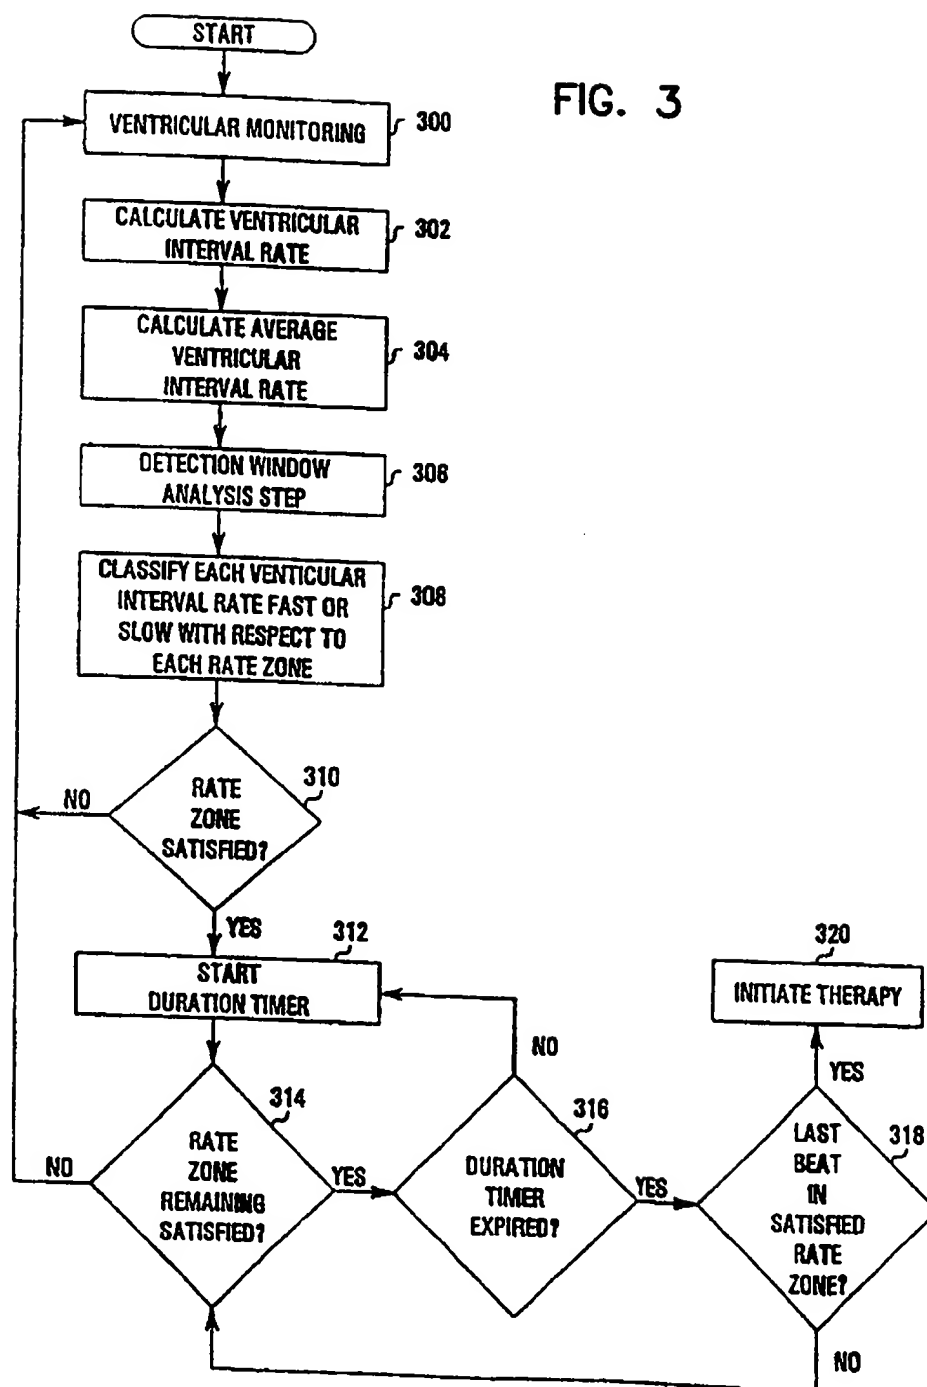 START
FIG. 3
VENTRICULAR MONITORING
300
CALCULATE VENTRICULAR
INTERVAL RATE
302
CALCULATE AVERAGE
VENTRICULAR
INTERVAL RATE
304
DETECTION WINDOW
ANALYSIS STEP
306
CLASSIFY EACH VENTICULAR
INTERVAL RATE FAST OR
SLOW WITH RESPECT TO
EACH RATE ZONE
308
RATE
ZONE
SATISFIED?
310
NO
YES
START
DURATION TIMER
312
RATE
ZONE
REMAINING
SATISFIED?
314
NO
YES
DURATION
TIMER
EXPIRED?
316
NO
YES
LAST
BEAT
IN
SATISFIED
RATE
ZONE?
318
YES
NO
INITIATE THERAPY
320